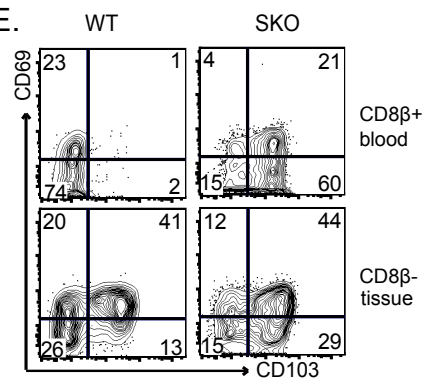 E.
WT SKO
CD69
23 1
74 2
4 21
15 60
CD8β+
blood
20 41
26 13
12 44
15 29
CD8β-
tissue
CD103